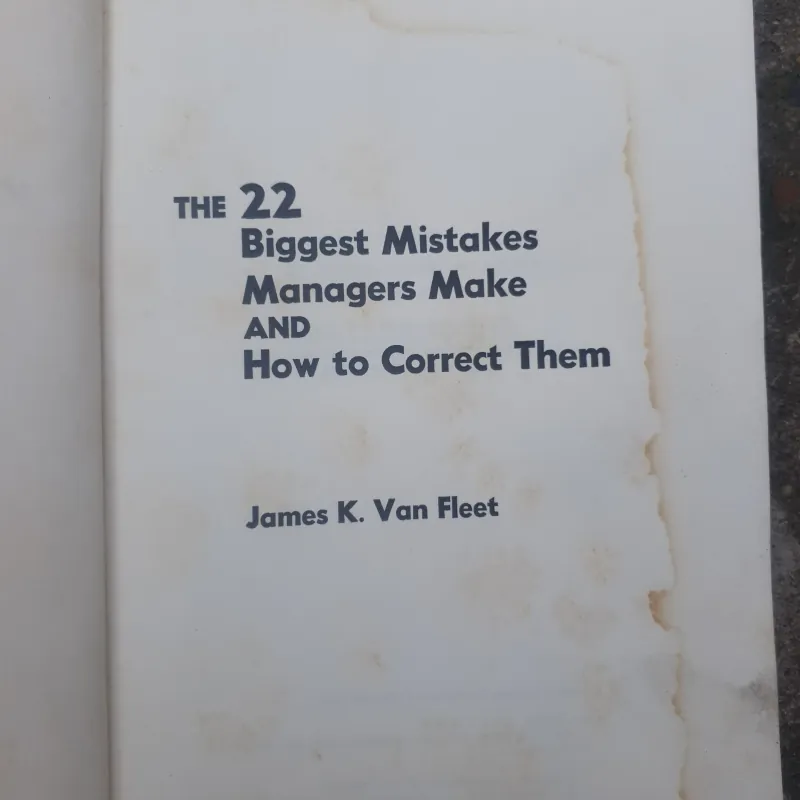 THE 22
Biggest Mistakes
Managers Make
AND
How to Correct Them
James K. Van Fleet